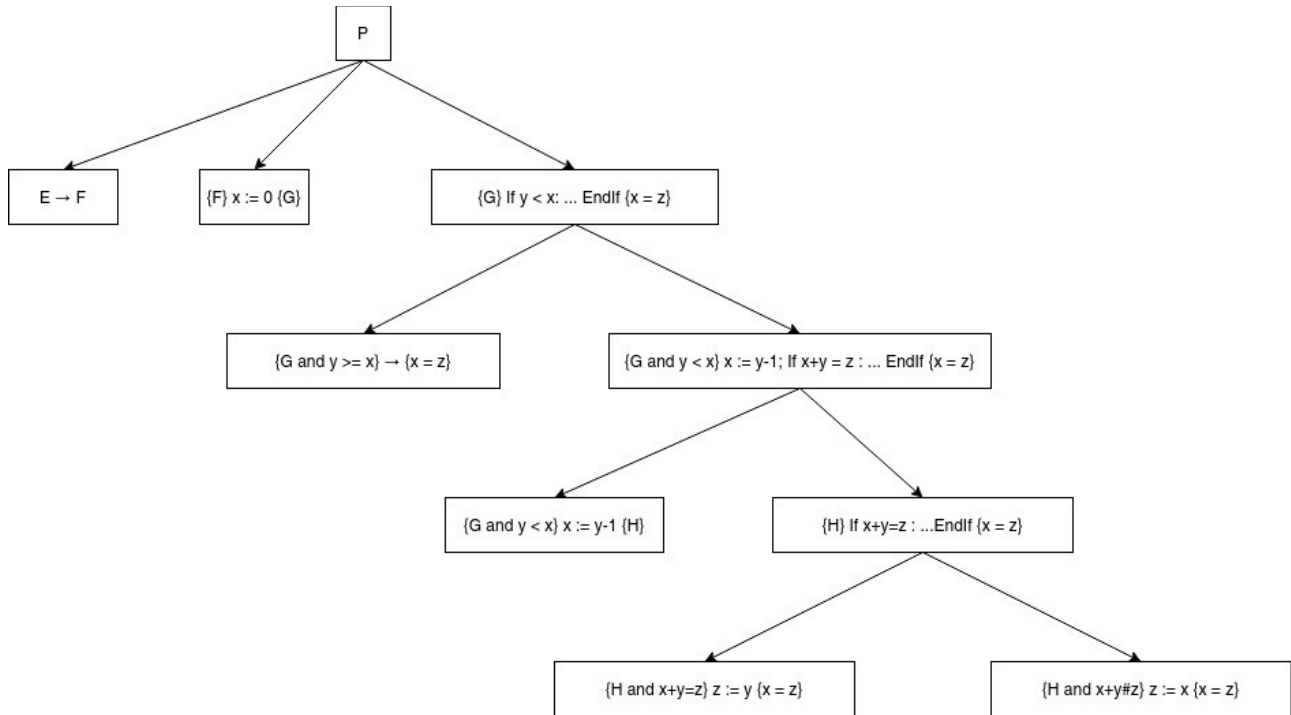 P
E → F
{F} x := 0 {G}
{G} If y < x: ... EndIf {x = z}
{G and y >= x} → {x = z}
{G and y < x} x := y-1; If x+y = z : ... EndIf {x = z}
{G and y < x} x := y-1 {H}
{H} If x+y=z : ...EndIf {x = z}
{H and x+y=z} z := y {x = z}
{H and x+y#z} z := x {x = z}